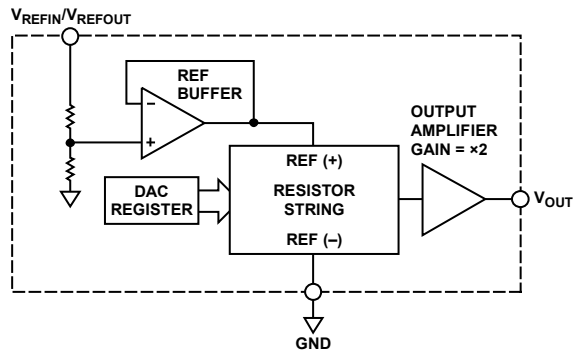 VREFIN/VREFOUT
REF
BUFFER
−
+
OUTPUT
AMPLIFIER
GAIN = ×2
REF (+)
RESISTOR
STRING
REF (−)
DAC
REGISTER
VOUT
GND